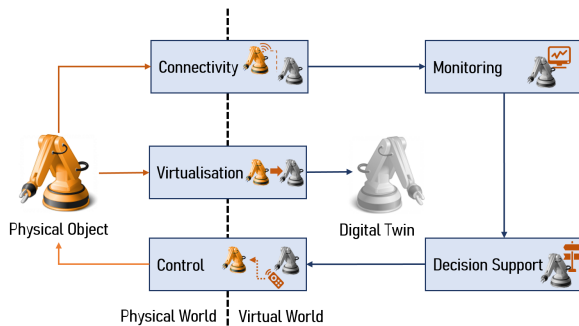 Connectivity
Monitoring
Virtualisation
Physical Object
Digital Twin
Control
Decision Support
Physical World
Virtual World